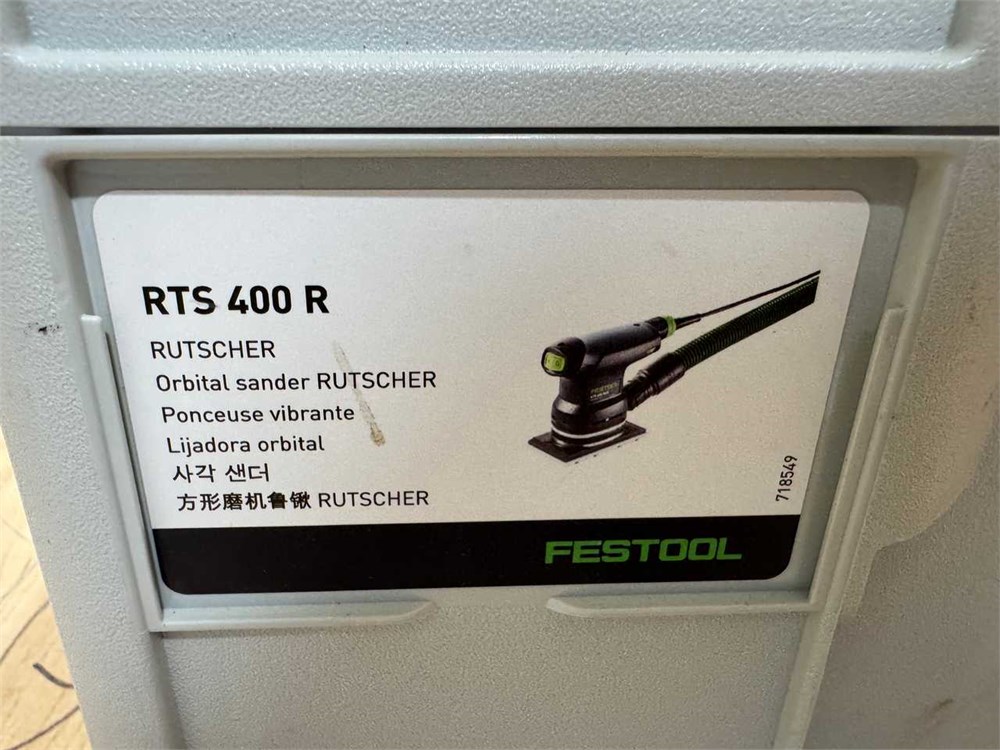 RTS 400 R
RUTSCHER
Orbital sander RUTSCHER
Ponceuse vibrante
Lijadora orbital
사각 샌더
方形磨机鲁锹 RUTSCHER
FESTOOL
718549
FESTOOL